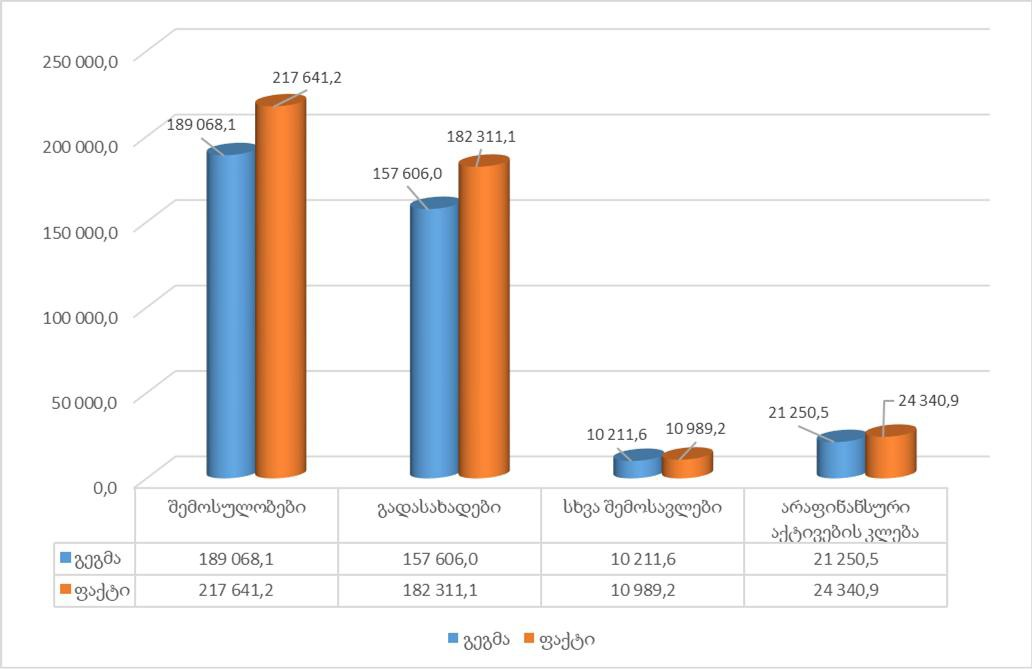 250 000,0
200 000,0
150 000,0
100 000,0
50 000,0
0,0
189 068,1
217 641,2
157 606,0
182 311,1
10 211,6
10 989,2
21 250,5
24 340,9
შემოსულობები გადასახადები სხვა შემოსავლები არაფინანსური
აქტივების კლება
გეგმა 189 068,1 157 606,0 10 211,6 21 250,5
ფაქტი 217 641,2 182 311,1 10 989,2 24 340,9
გეგმა ფაქტი